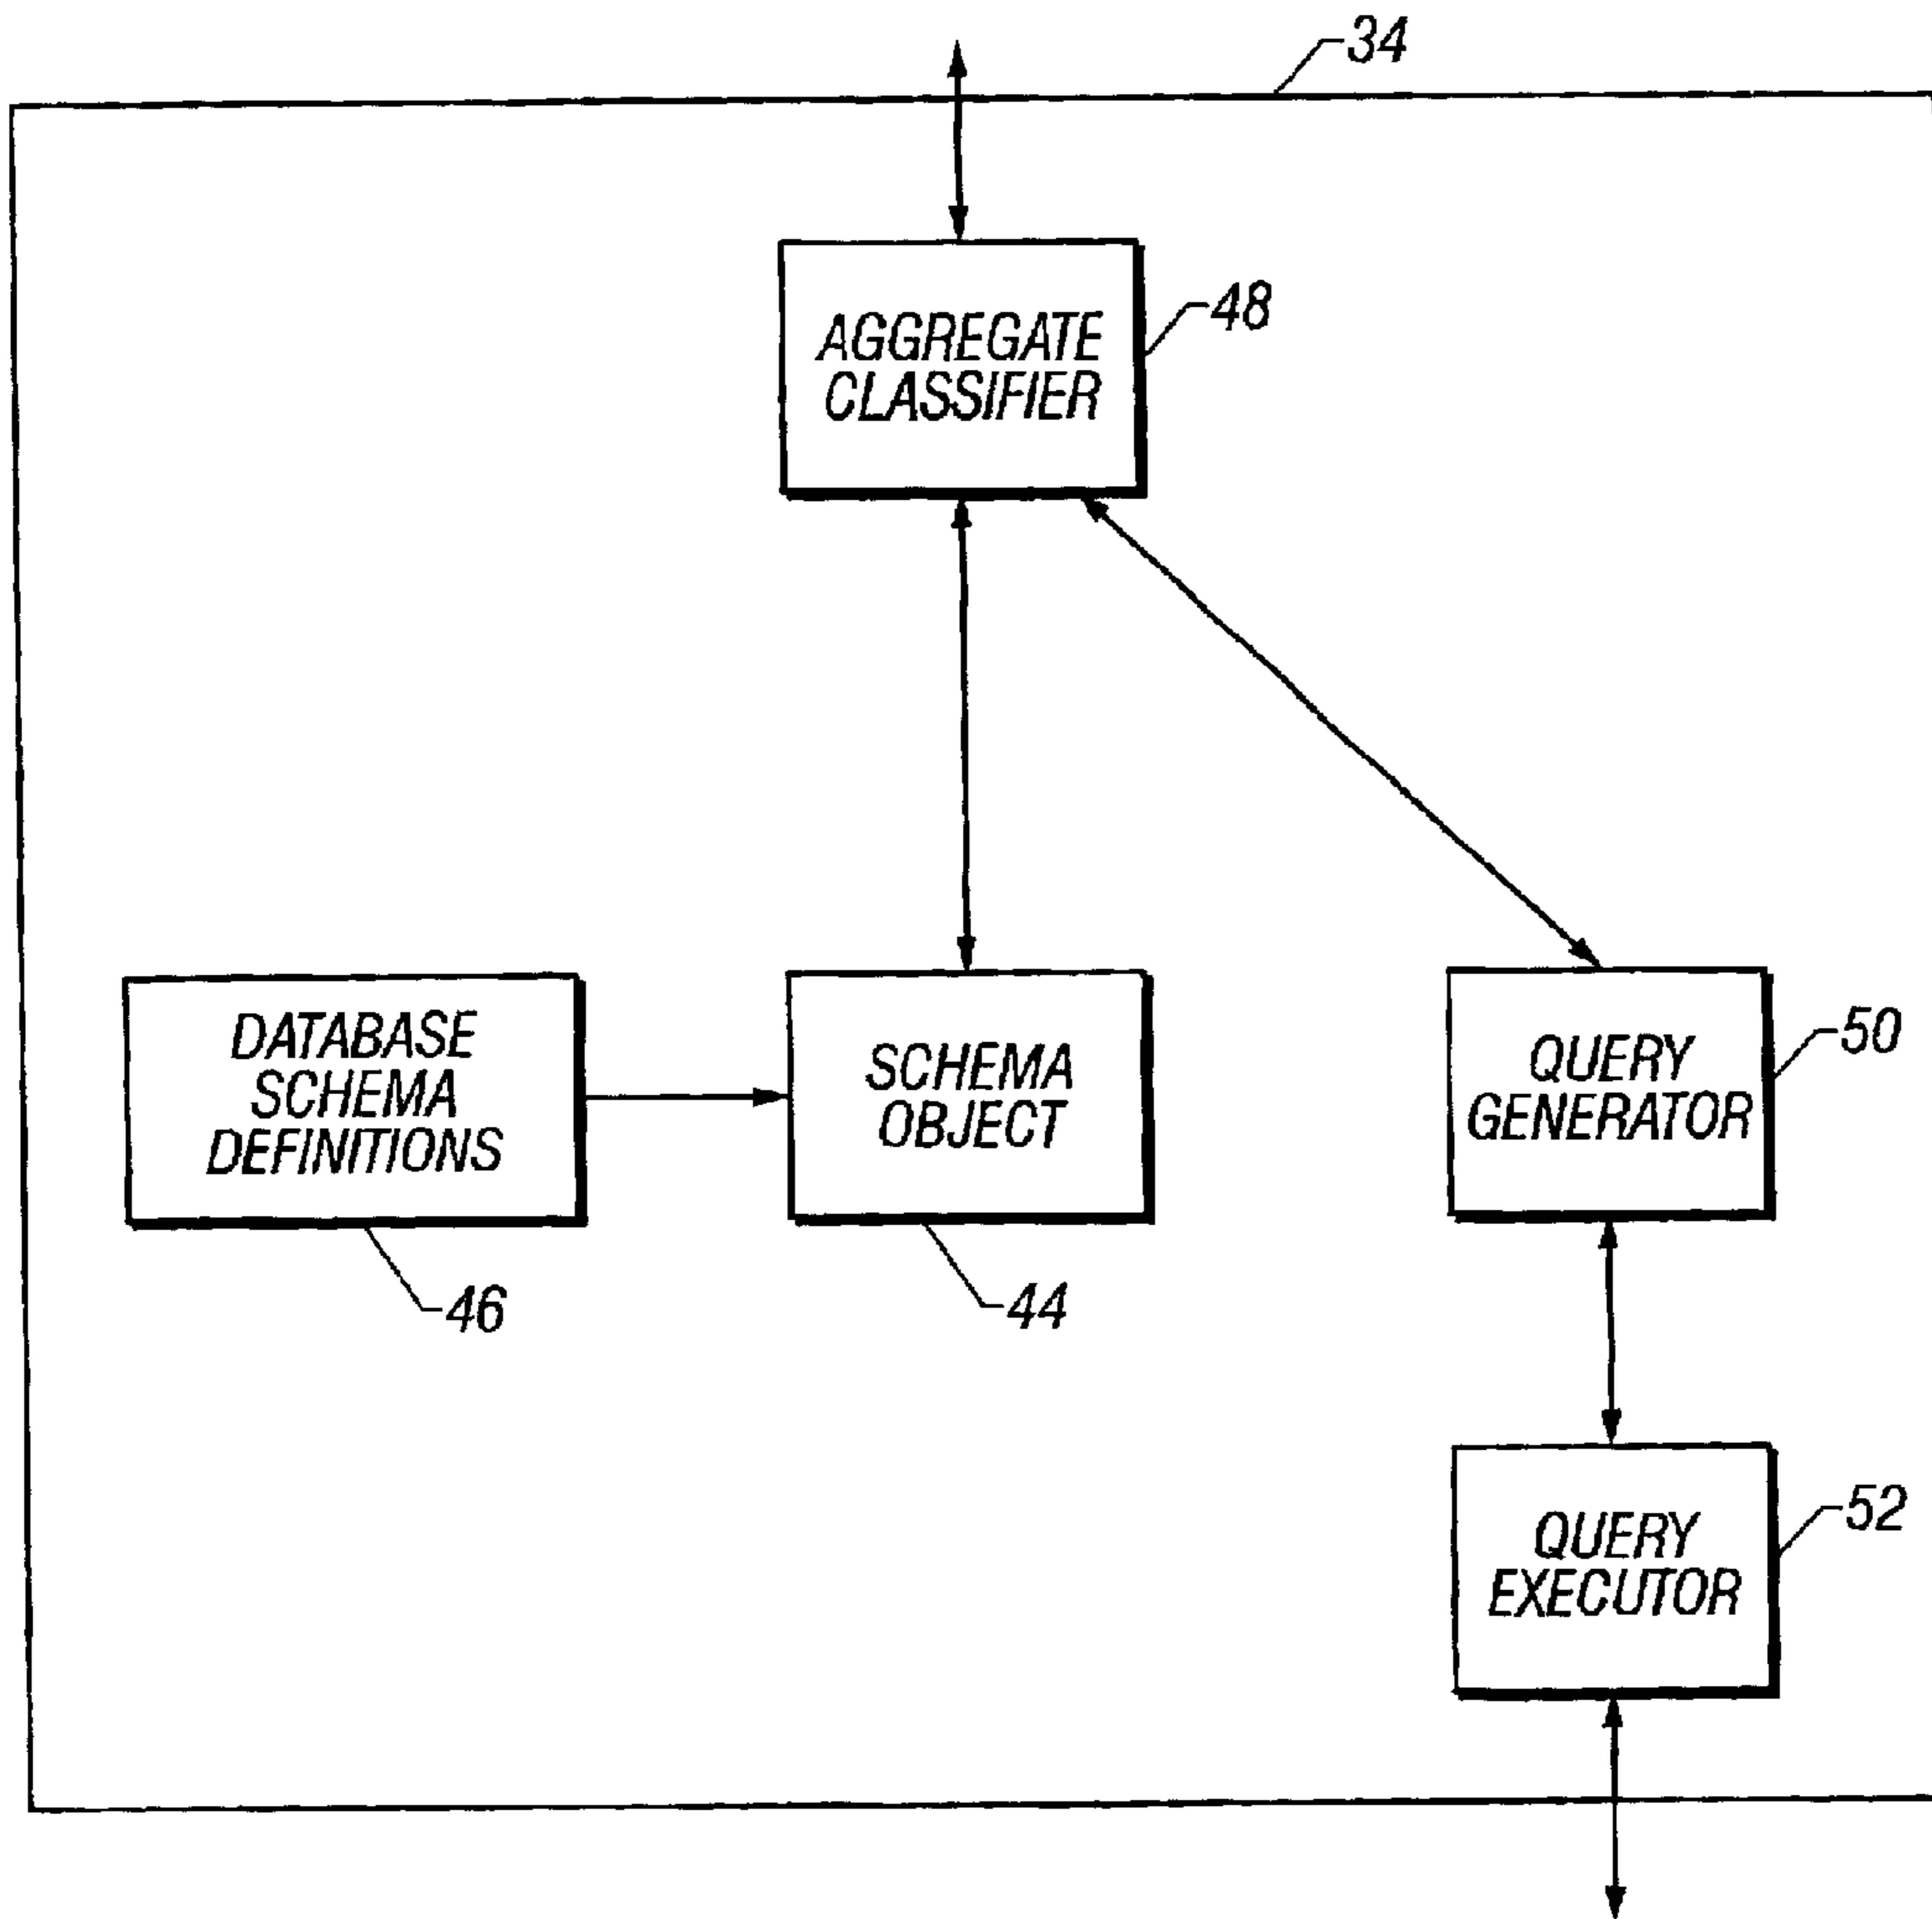 34
AGGREGATE
CLASSIFIER
48
DATABASE
SCHEMA
DEFINITIONS
46
SCHEMA
OBJECT
44
QUERY
GENERATOR
50
QUERY
EXECUTOR
52